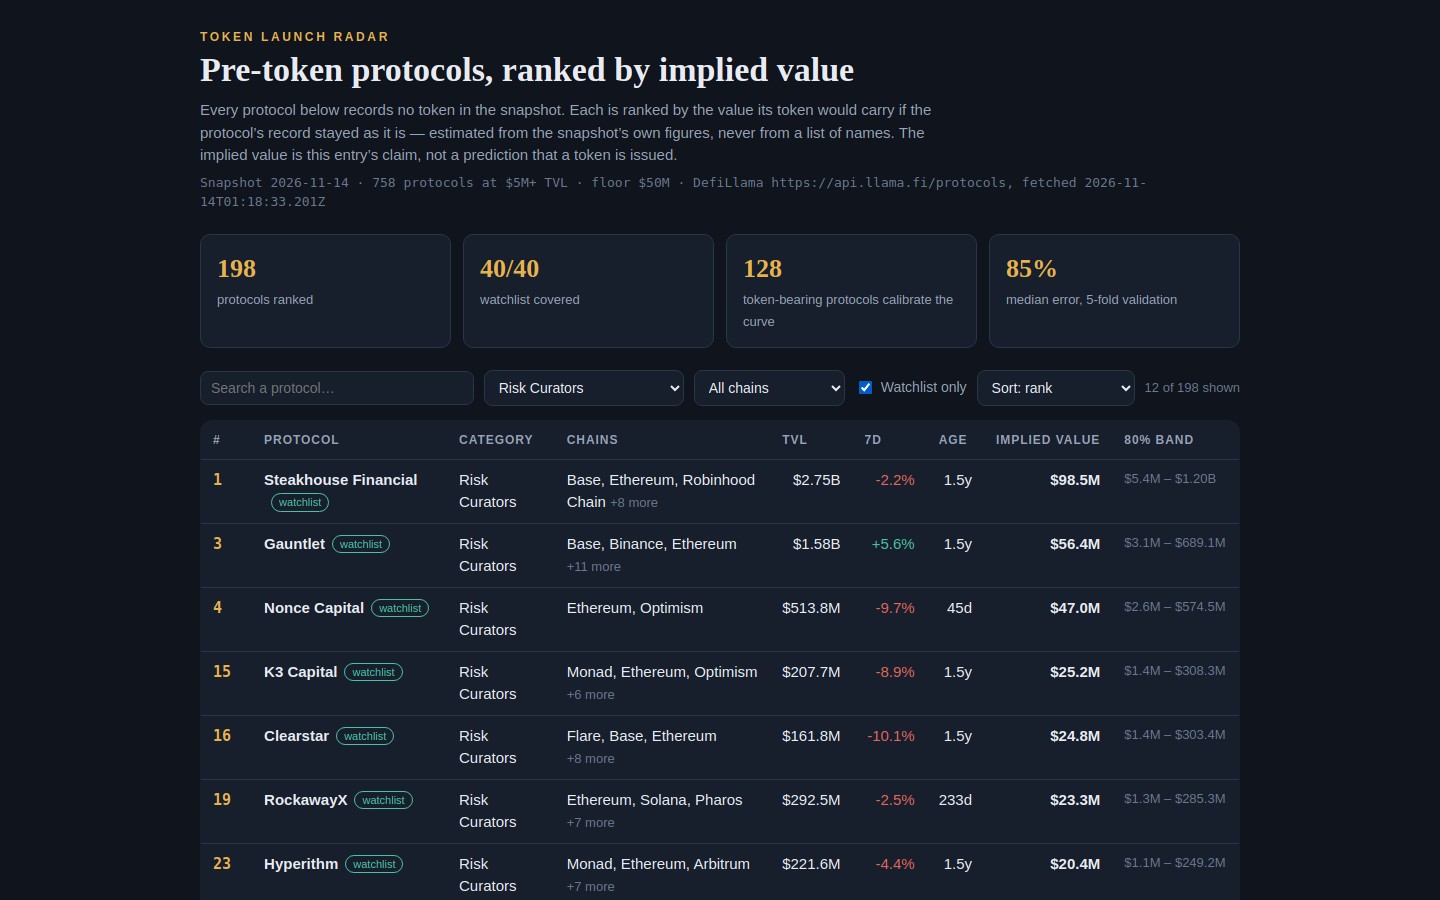 TOKEN LAUNCH RADAR
Pre-token protocols, ranked by implied value
Every protocol below records no token in the snapshot. Each is ranked by the value its token would carry if the
protocol’s record stayed as it is — estimated from the snapshot’s own figures, never from a list of names. The
implied value is this entry’s claim, not a prediction that a token is issued.
Snapshot 2026-11-14 · 758 protocols at $5M+ TVL · floor $50M · DefiLlama https://api.llama.fi/protocols, fetched 2026-11-
14T01:18:33.201Z
198 40/40 128 85%
protocols ranked watchlist covered token-bearing protocols calibrate the median error, 5-fold validation
curve
Search a protocol… Risk Curators All chains Watchlist only Sort: rank 12 of 198 shown
# PROTOCOL CATEGORY CHAINS TVL 7D AGE IMPLIED VALUE 80% BAND
1 Steakhouse Financial Risk Base, Ethereum, Robinhood $2.75B -2.2% 1.5y $98.5M $5.4M – $1.20B
watchlist Curators Chain +8 more
3 Gauntlet watchlist Risk Base, Binance, Ethereum $1.58B +5.6% 1.5y $56.4M $3.1M – $689.1M
Curators +11 more
4 Nonce Capital watchlist Risk Ethereum, Optimism $513.8M -9.7% 45d $47.0M $2.6M – $574.5M
Curators
15 K3 Capital watchlist Risk Monad, Ethereum, Optimism $207.7M -8.9% 1.5y $25.2M $1.4M – $308.3M
Curators +6 more
16 Clearstar watchlist Risk Flare, Base, Ethereum $161.8M -10.1% 1.5y $24.8M $1.4M – $303.4M
Curators +8 more
19 RockawayX watchlist Risk Ethereum, Solana, Pharos $292.5M -2.5% 233d $23.3M $1.3M – $285.3M
Curators +7 more
23 Hyperithm watchlist Risk Monad, Ethereum, Arbitrum $221.6M -4.4% 1.5y $20.4M $1.1M – $249.2M
Curators +7 more